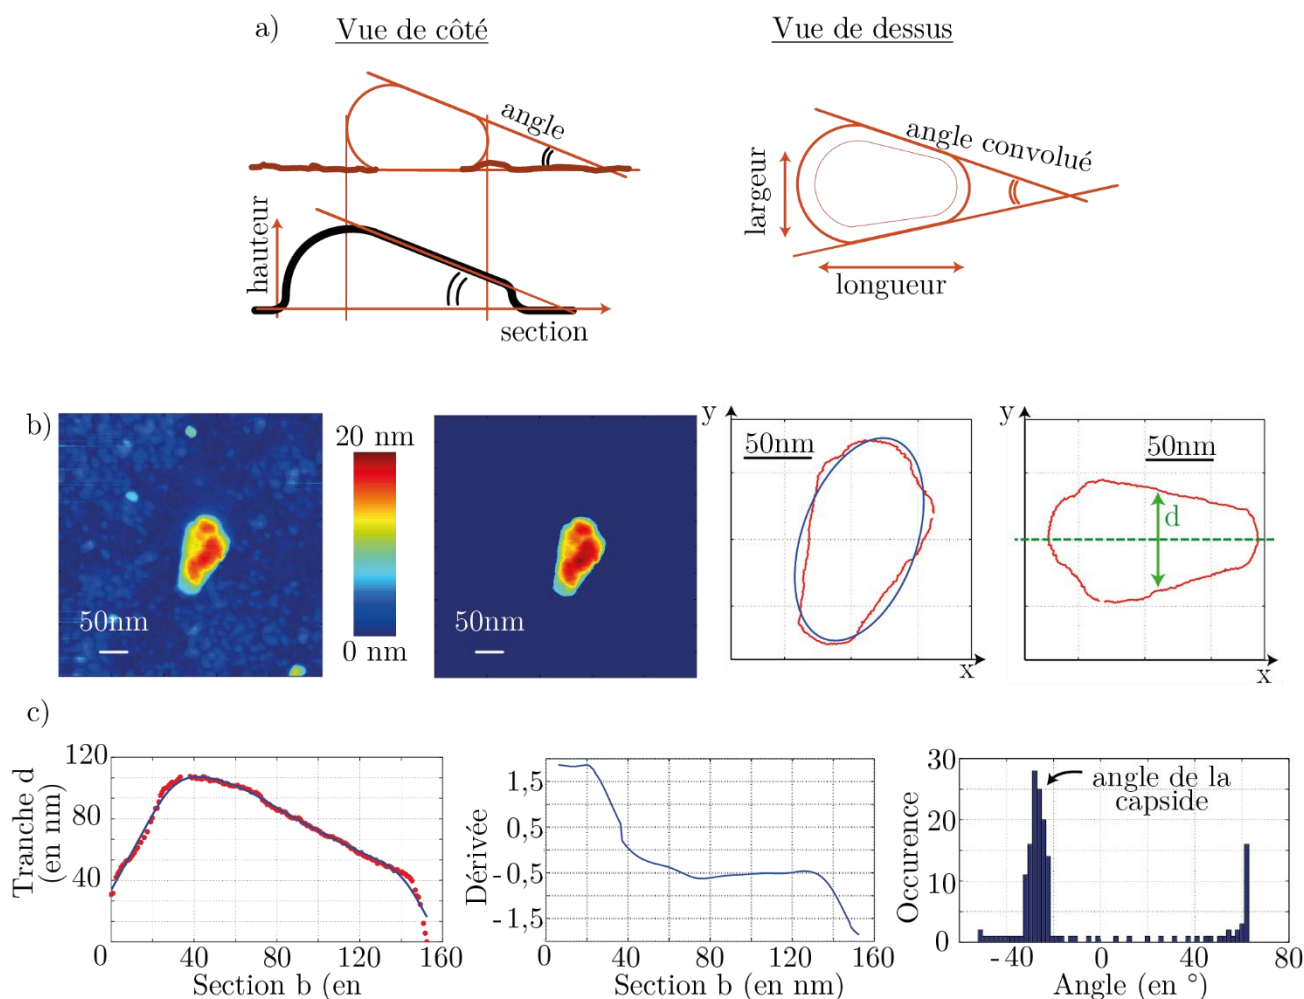 a)
Vue de côté
Vue de dessus
angle
hauteur
section
angle convolué
largeur
longueur
b)
20 nm
0 nm
50nm
50nm
y
50nm
x
y
50nm
d
x
c)
Tranche d
(en nm)
120
80
40
0
40
80
120
160
Section b (en
Dérivée
1,5
0,5
-0,5
-1,5
0
40
80
120
160
Section b (en nm)
Occurence
30
20
10
0
angle de la
capside
-40
0
40
80
Angle (en °)